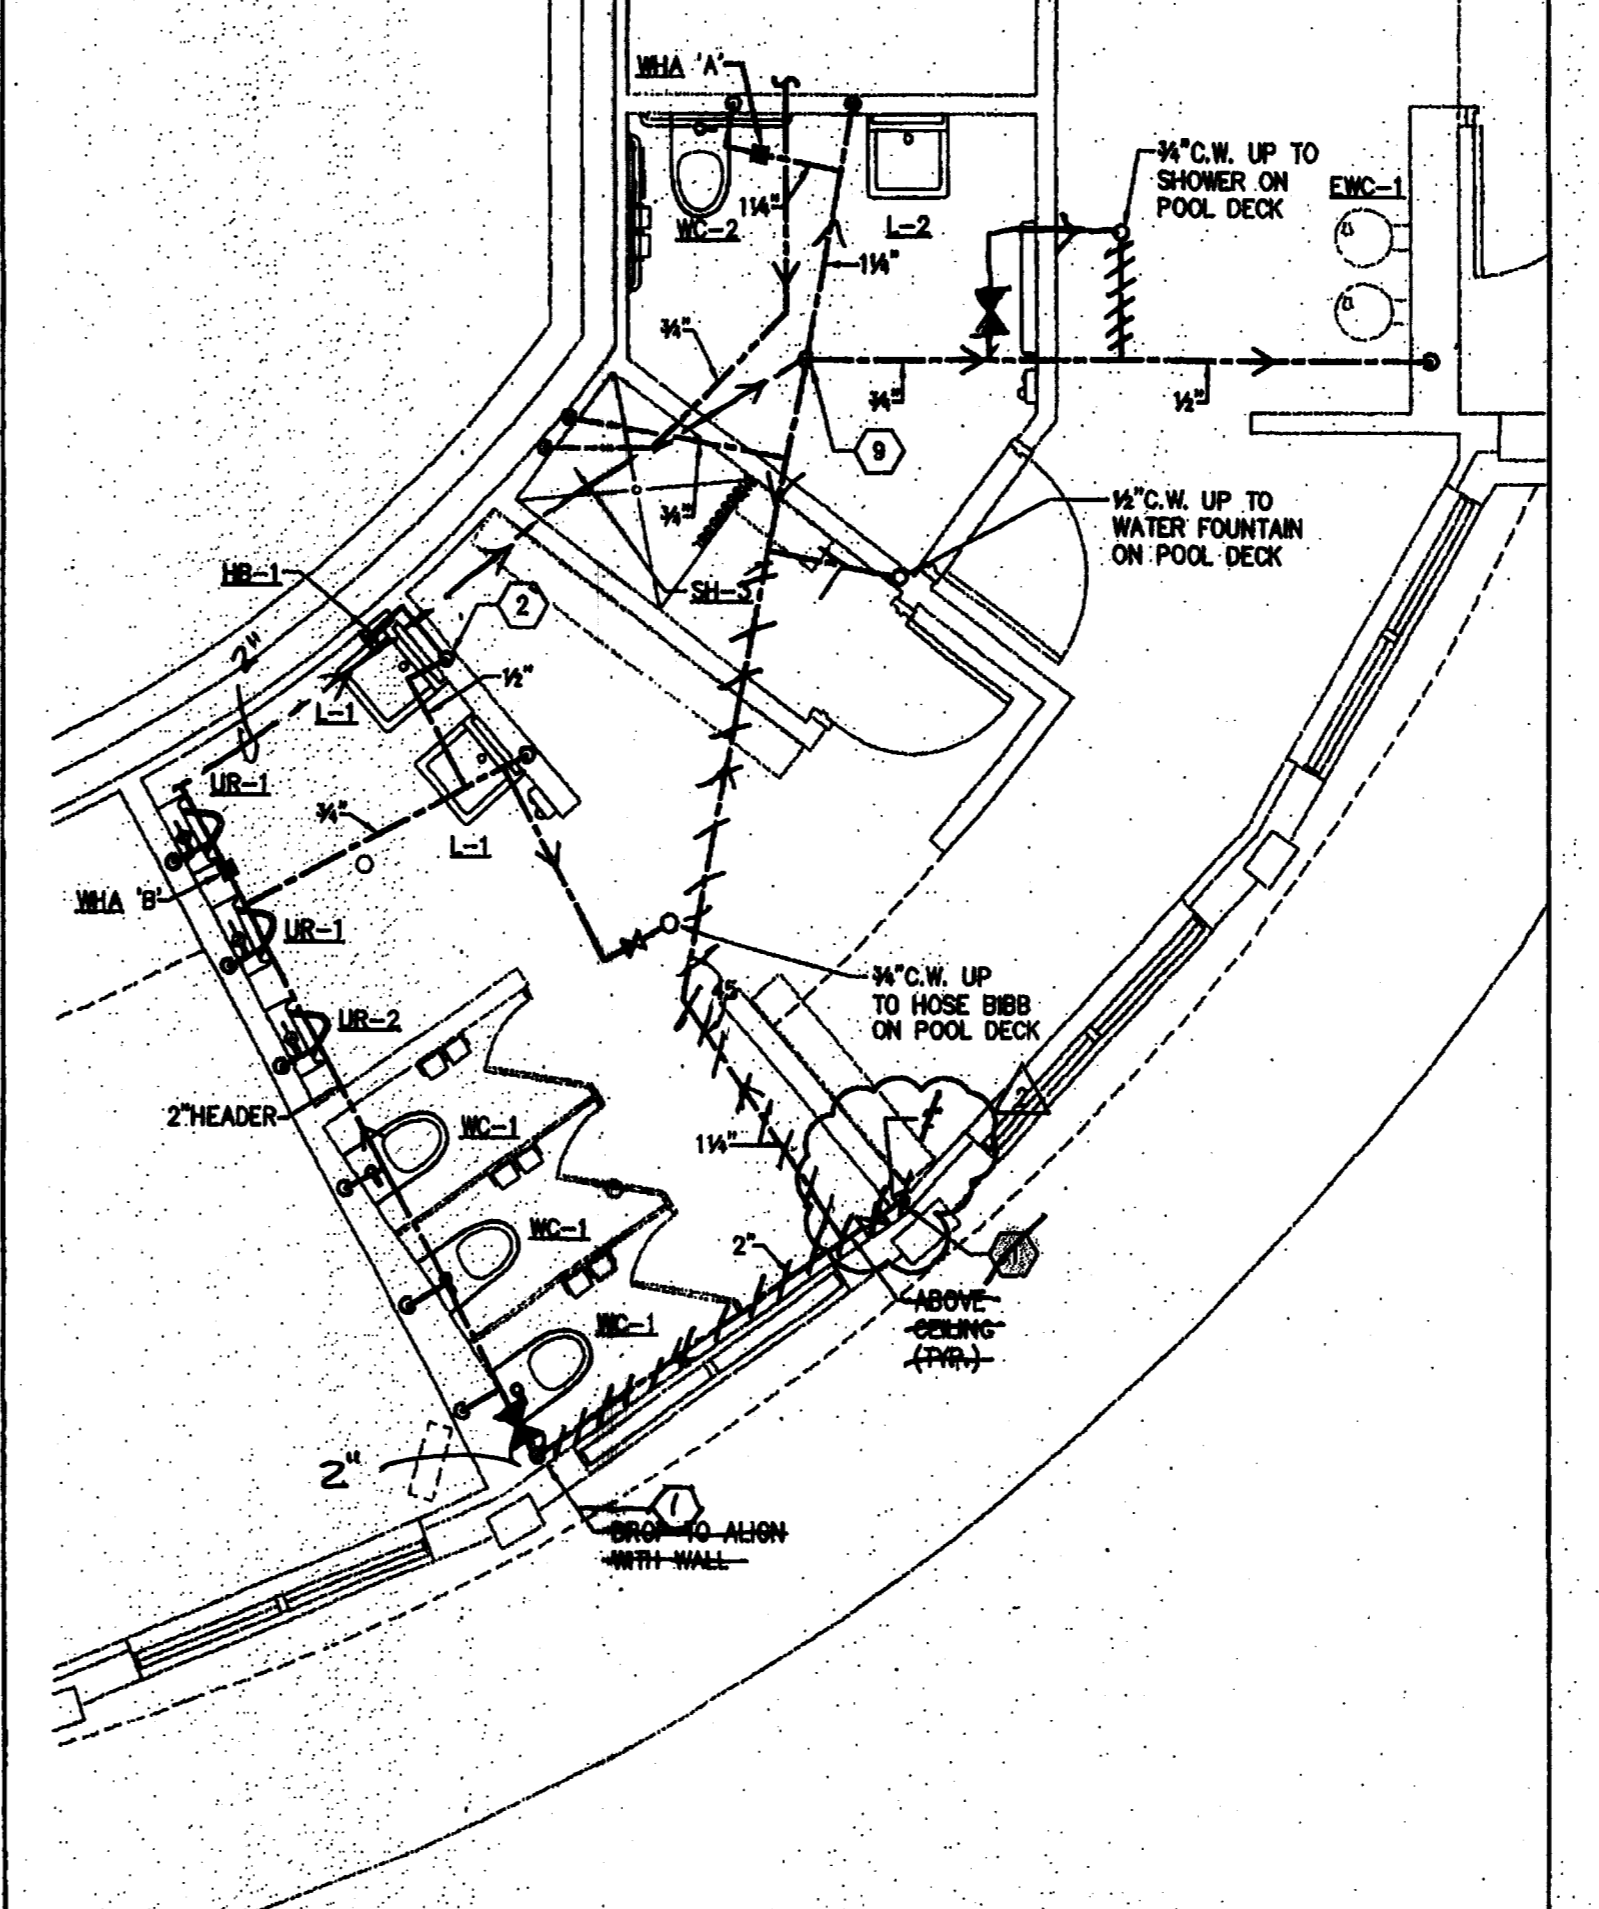 WHA 'A'
¾"C.W. UP TO
SHOWER ON
POOL DECK
EWC-1
1¼"
WC-2
L-2
1¼"
¾"
¾"
½"
9
¾"
½"C.W. UP TO
WATER FOUNTAIN
ON POOL DECK
HB-1
2
SH-3
2"
½"
L-1
UR-1
¾"
L-1
WHA 'B'
UR-1
¾"C.W. UP
TO HOSE BIBB
ON POOL DECK
45
UR-2
2"HEADER
WC-1
2
1¼"
WC-1
2"
1
ABOVE
CEILING
(TYP.)
WC-1
2"
1
DROP TO ALIGN
WITH WALL